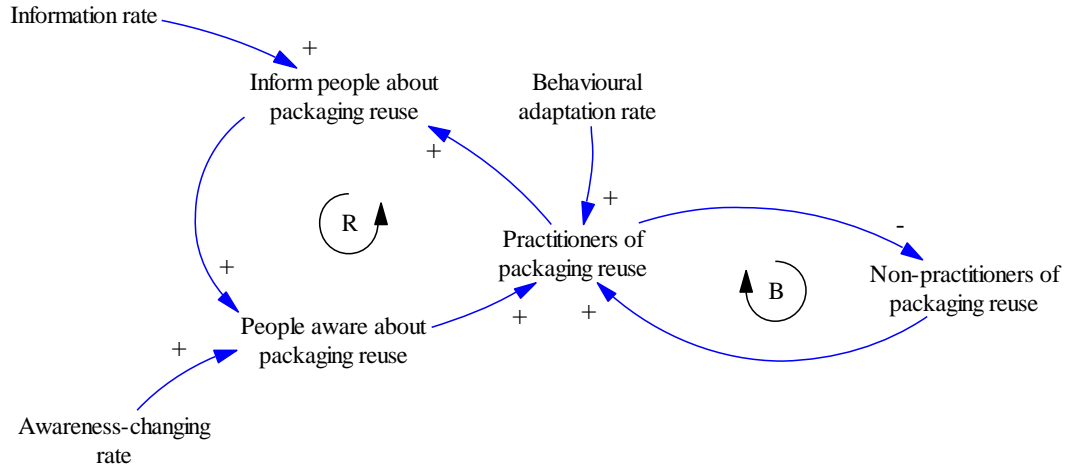 Information rate
+
Inform people about
packaging reuse
Behavioural
adaptation rate
+
+
R
Practitioners of
packaging reuse
-
Non-practitioners of
packaging reuse
B
+
People aware about
packaging reuse
+
+
+
Awareness-changing
rate